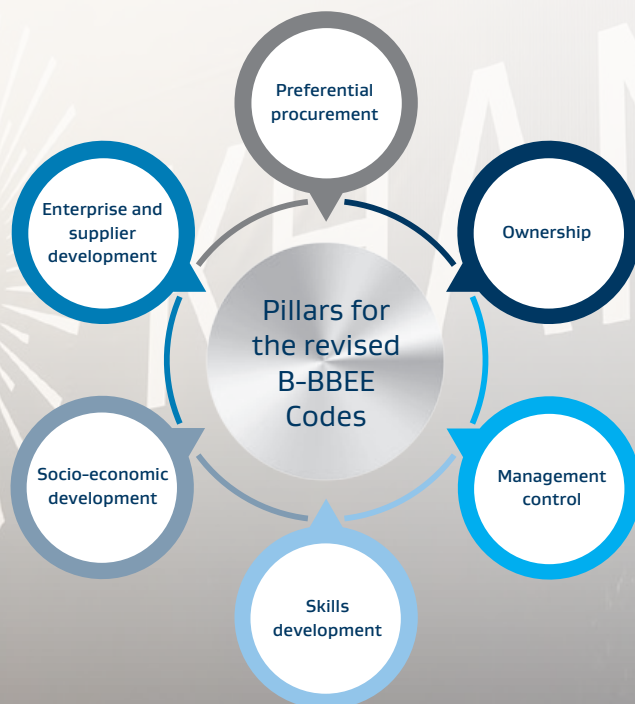 Preferential
procurement
Ownership
Management
control
Skills
development
Socio-economic
development
Enterprise and
supplier
development
Pillars for
the revised
B-BBEE
Codes